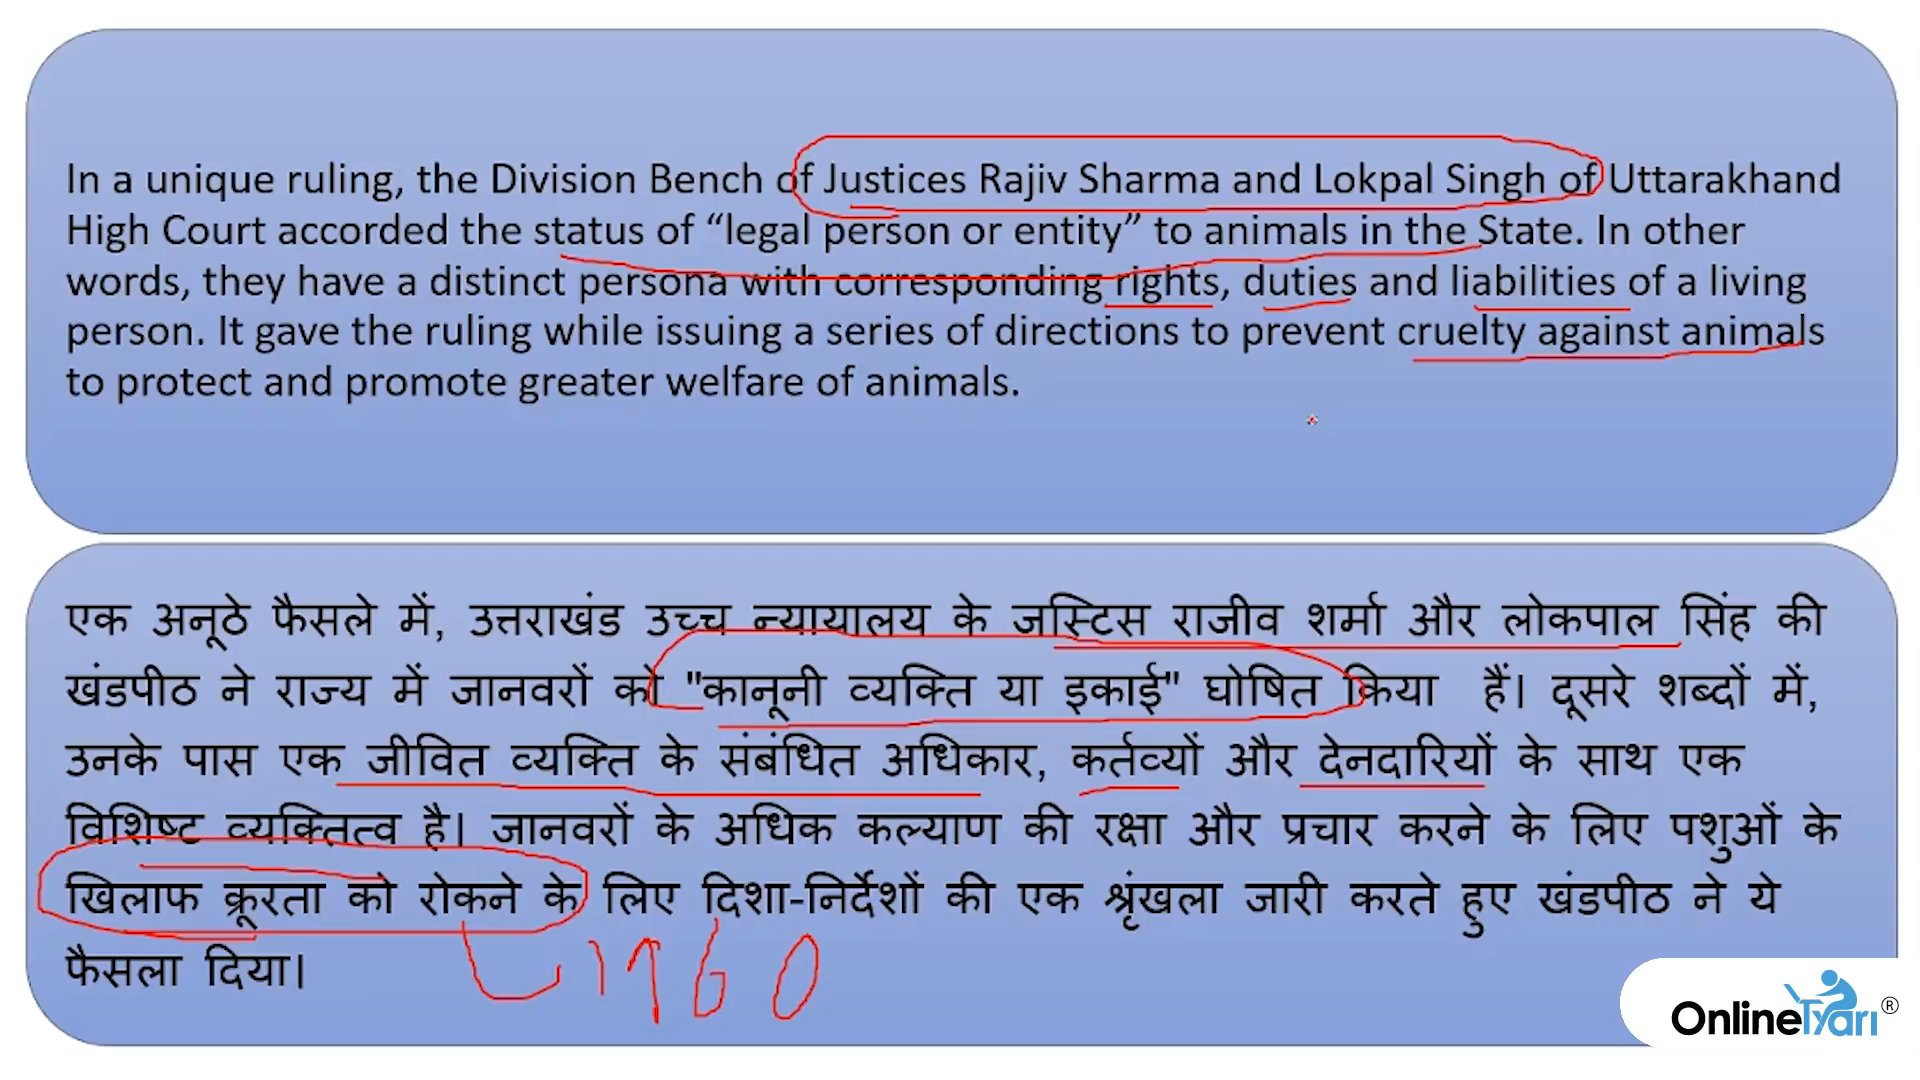 In a unique ruling, the Division Bench of Justices Rajiv Sharma and Lokpal Singh of Uttarakhand
High Court accorded the status of “legal person or entity” to animals in the State. In other
words, they have a distinct persona with corresponding rights, duties and liabilities of a living
person. It gave the ruling while issuing a series of directions to prevent cruelty against animals
to protect and promote greater welfare of animals.
एक अनूठे फैसले में, उत्तराखंड उच्च न्यायालय के जस्टिस राजीव शर्मा और लोकपाल सिंह की
खंडपीठ ने राज्य में जानवरों को "कानूनी व्यक्ति या इकाई" घोषित किया हैं। दूसरे शब्दों में,
उनके पास एक जीवित व्यक्ति के संबंधित अधिकार, कर्तव्यों और देनदारियों के साथ एक
विशिष्ट व्यक्तित्व है। जानवरों के अधिक कल्याण की रक्षा और प्रचार करने के लिए पशुओं के
खिलाफ क्रूरता को रोकने के लिए दिशा-निर्देशों की एक श्रृंखला जारी करते हुए खंडपीठ ने ये
फैसला दिया।
1960
OnlineTyari ®